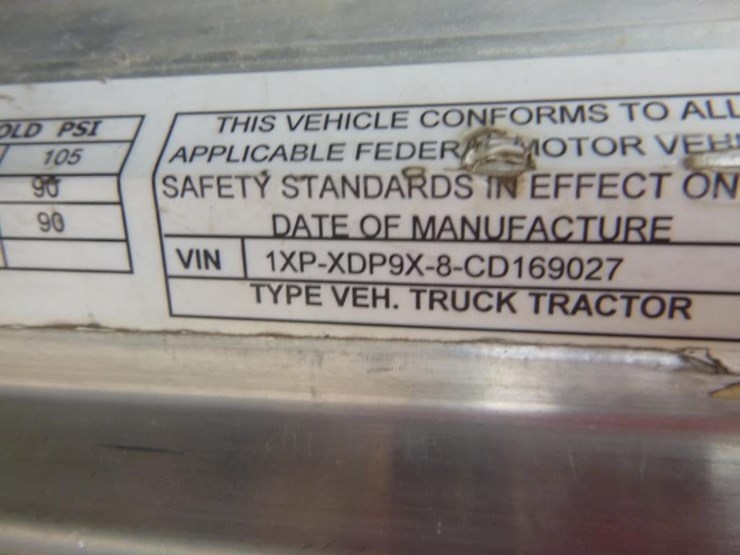 OLD PSI
105
90
90
THIS VEHICLE CONFORMS TO ALL
APPLICABLE FEDERAL MOTOR VEH
SAFETY STANDARDS IN EFFECT ON
DATE OF MANUFACTURE
VIN 1XP-XDP9X-8-CD169027
TYPE VEH. TRUCK TRACTOR